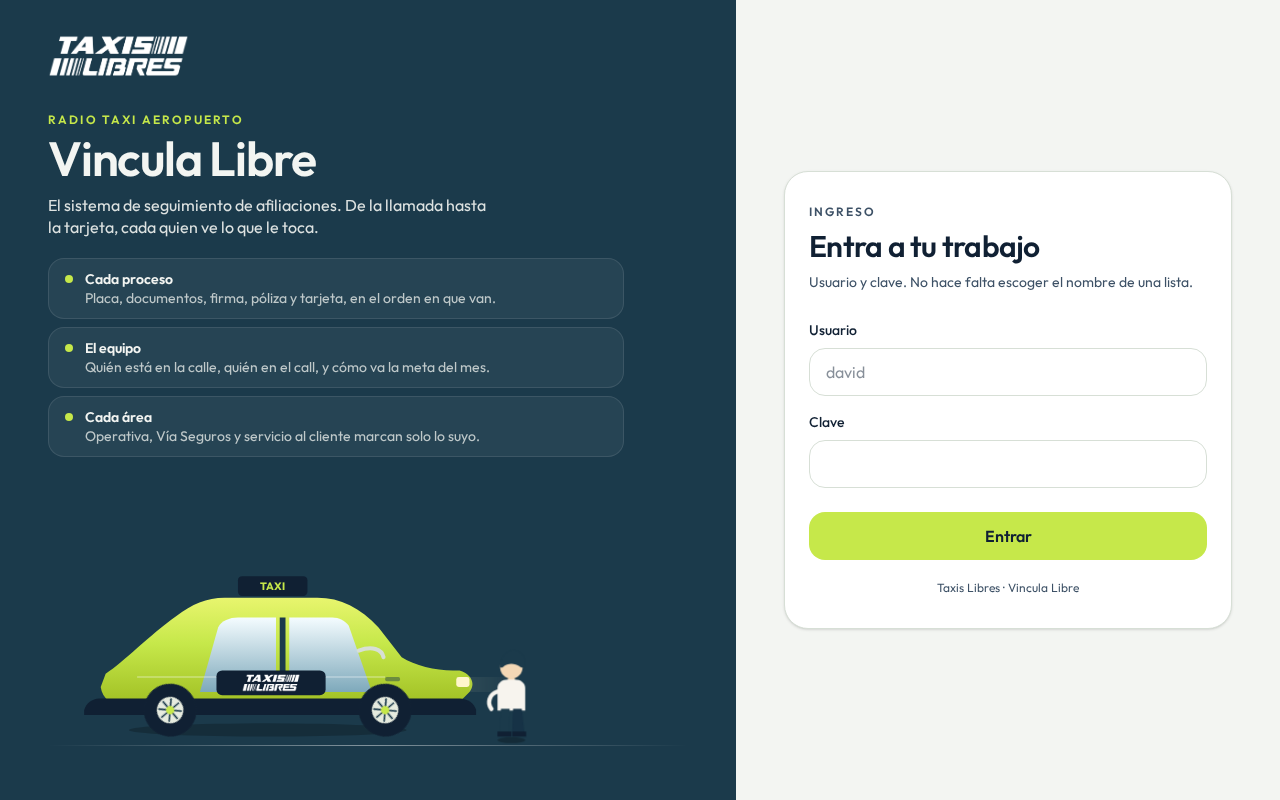 TAXIS
LIBRES
RADIO TAXI AEROPUERTO
Vincula Libre
El sistema de seguimiento de afiliaciones. De la llamada hasta
la tarjeta, cada quien ve lo que le toca.
Cada proceso
Placa, documentos, firma, póliza y tarjeta, en el orden en que van.
El equipo
Quién está en la calle, quién en el call, y cómo va la meta del mes.
Cada área
Operativa, Vía Seguros y servicio al cliente marcan solo lo suyo.
TAXI
TAXIS
LIBRES
INGRESO
Entra a tu trabajo
Usuario y clave. No hace falta escoger el nombre de una lista.
Usuario
david
Clave
Entrar
Taxis Libres · Vincula Libre